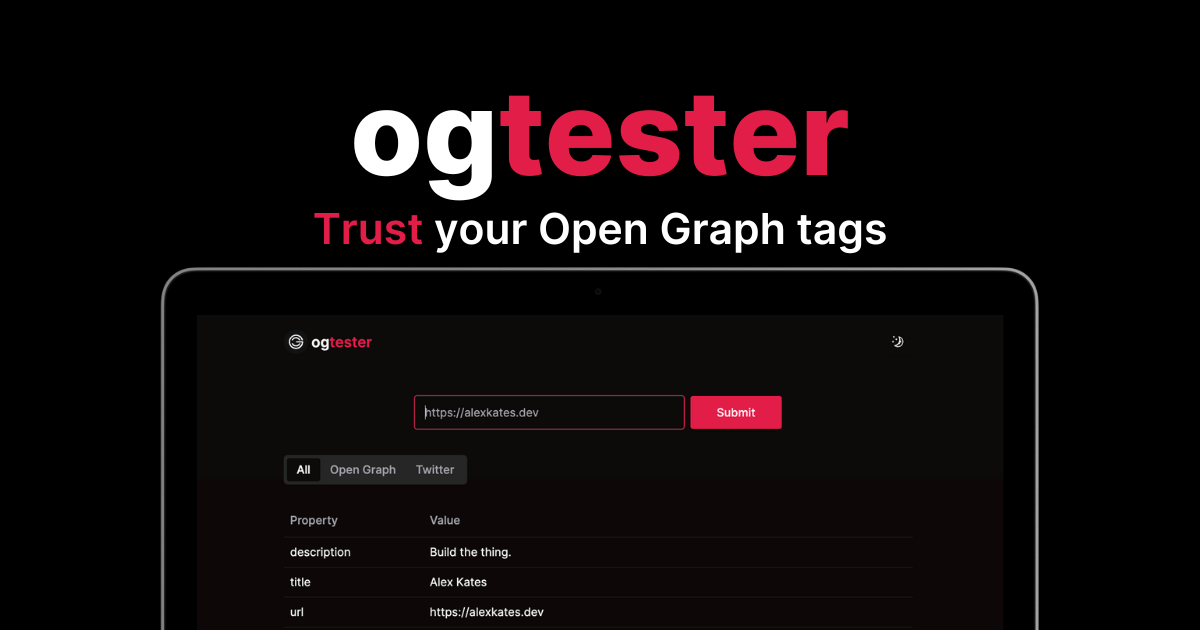 ogtester
Trust your Open Graph tags
ogtester
https://alexkates.dev
Submit
All Open Graph Twitter
Property Value
description Build the thing.
title Alex Kates
url https://alexkates.dev